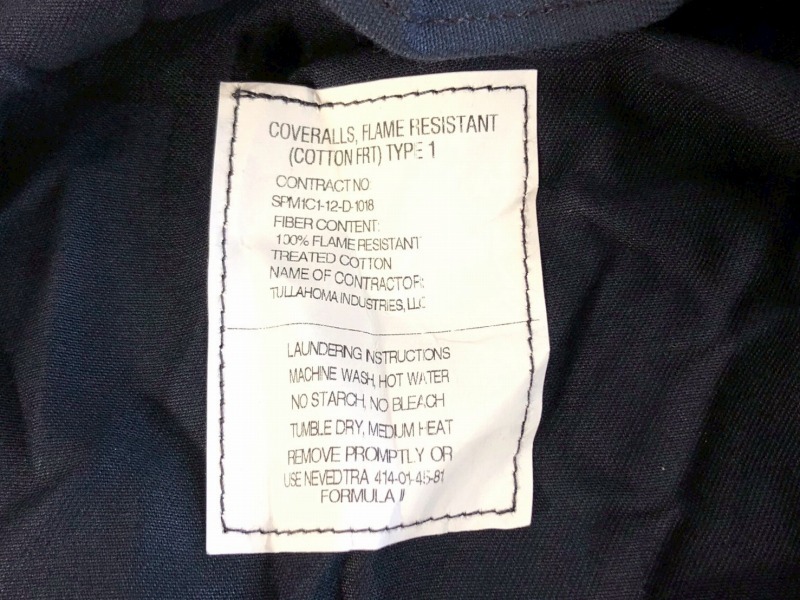 COVERALLS, FLAME RESISTANT
(COTTON FRT) TYPE 1
CONTRACT NO
SPM1C1-12-D-1018
FIBER CONTENT:
100% FLAME RESISTANT
TREATED COTTON
NAME OF CONTRACTOR:
TULLAHOMA INDUSTRIES, LLC
LAUNDERING INSTRUCTIONS
MACHINE WASH, HOT WATER
NO STARCH, NO BLEACH
TUMBLE DRY, MEDIUM HEAT
REMOVE PROMPTLY OR
USE NEVEDTRA 414-01-45-81
FORMULA II